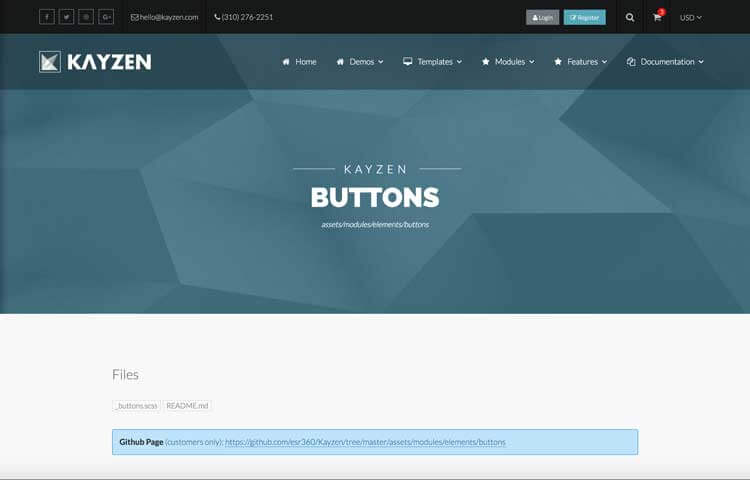 hello@kayzen.com (310) 276-2251 Login Register 3 USD
KAYZEN Home Demos Templates Modules Features Documentation
KAYZEN
BUTTONS
assets/modules/elements/buttons
Files
_buttons.scss README.md
Github Page (customers only): https://github.com/esr360/Kayzen/tree/master/assets/modules/elements/buttons